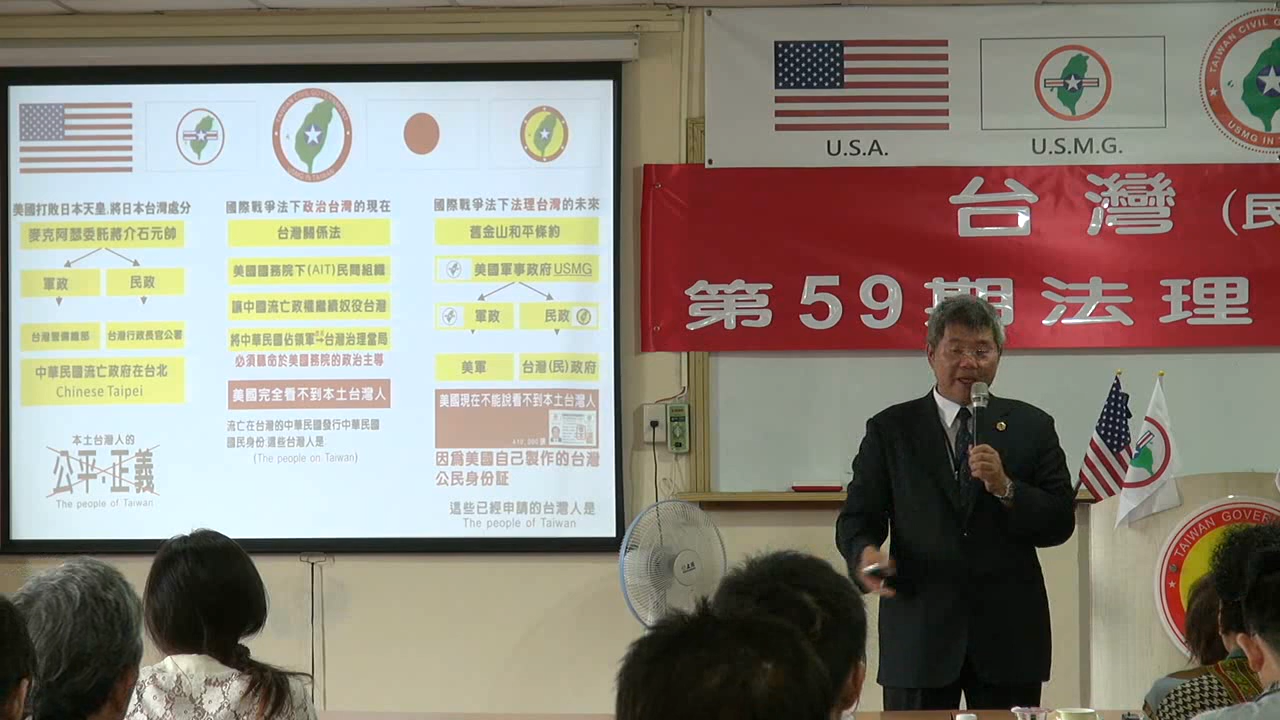 美國打敗日本天皇,將日本台灣處分
麥克阿瑟委託將介石元帥
軍政
民政
台灣警備總部
台灣行政長官公署
中華民國流亡政府在台北
Chinese Taipei
本土台灣人的
公平·正義
The people of Taiwan
國際戰爭法下政治台灣的現在
台灣關係法
美國國務院下(AIT)民間組織
讓中國流亡政權繼續奴役台灣
將中華民國佔領軍 台灣治理當局
必須聽命於美國務院的政治主導
美國完全看不到本土台灣人
流亡在台灣的中華民國發行中華民國
國民身份 這些台灣人是
(The people on Taiwan)
國際戰爭法下法理台灣的未來
舊金山和平條約
美國軍事政府USMG
軍政
民政
美軍
台灣(民)政府
美國現在不能說看不到本土台灣人
因為美國自己製作的台灣
公民身份証
這些已經申請的台灣人是
The people of Taiwan
U.S.A.
U.S.M.G.
TAIWAN CIVIL GO
USMG IN T
台灣(民
第59期法理
TAIWAN GOVER